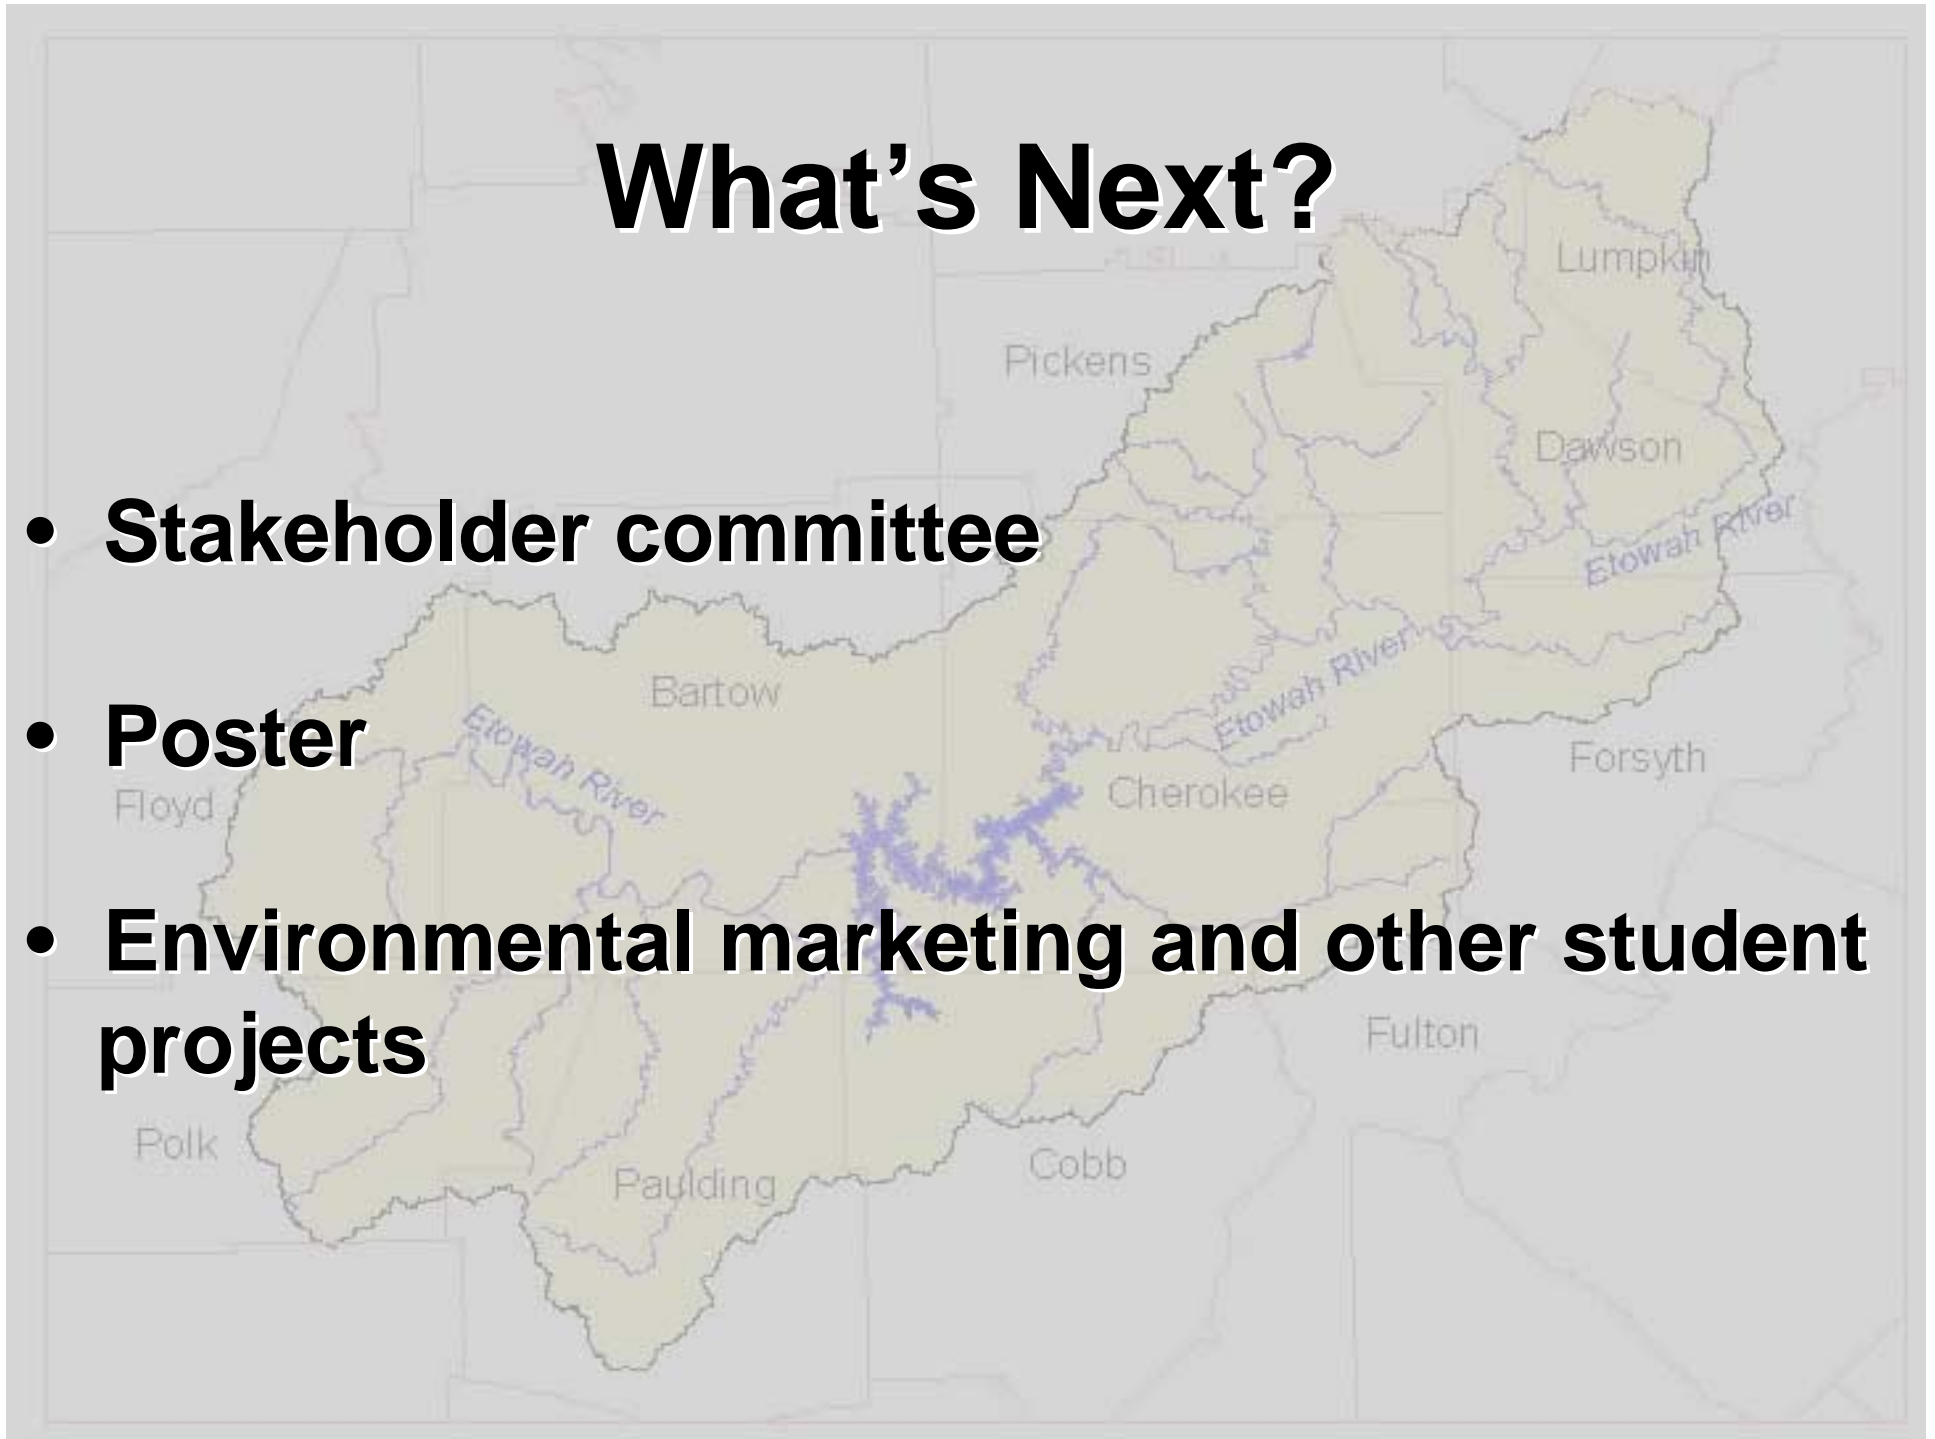 What’s Next?
Lumpkin
Pickens
Dawson
• Stakeholder committee
Etowah River
Etowah River
Bartow
• Poster
Etowah River
Forsyth
Floyd
Cherokee
• Environmental marketing and other student
projects
Fulton
Polk
Cobb
Paulding